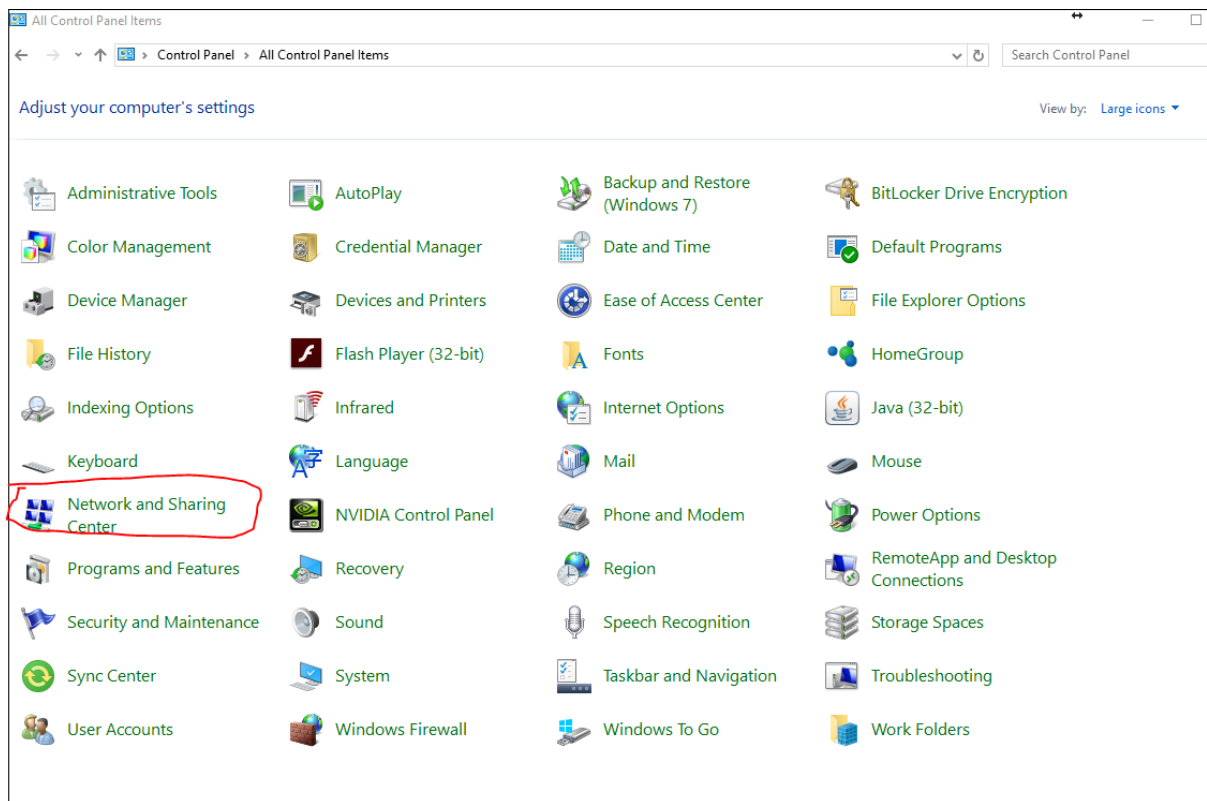 All Control Panel Items
Control Panel > All Control Panel Items
Search Control Panel
Adjust your computer's settings
View by: Large icons
Administrative Tools
AutoPlay
Backup and Restore
(Windows 7)
BitLocker Drive Encryption
Color Management
Credential Manager
Date and Time
Default Programs
Device Manager
Devices and Printers
Ease of Access Center
File Explorer Options
File History
Flash Player (32-bit)
Fonts
HomeGroup
Indexing Options
Infrared
Internet Options
Java (32-bit)
Keyboard
Language
Mail
Mouse
Network and Sharing
Center
NVIDIA Control Panel
Phone and Modem
Power Options
Programs and Features
Recovery
Region
RemoteApp and Desktop
Connections
Security and Maintenance
Sound
Speech Recognition
Storage Spaces
Sync Center
System
Taskbar and Navigation
Troubleshooting
User Accounts
Windows Firewall
Windows To Go
Work Folders